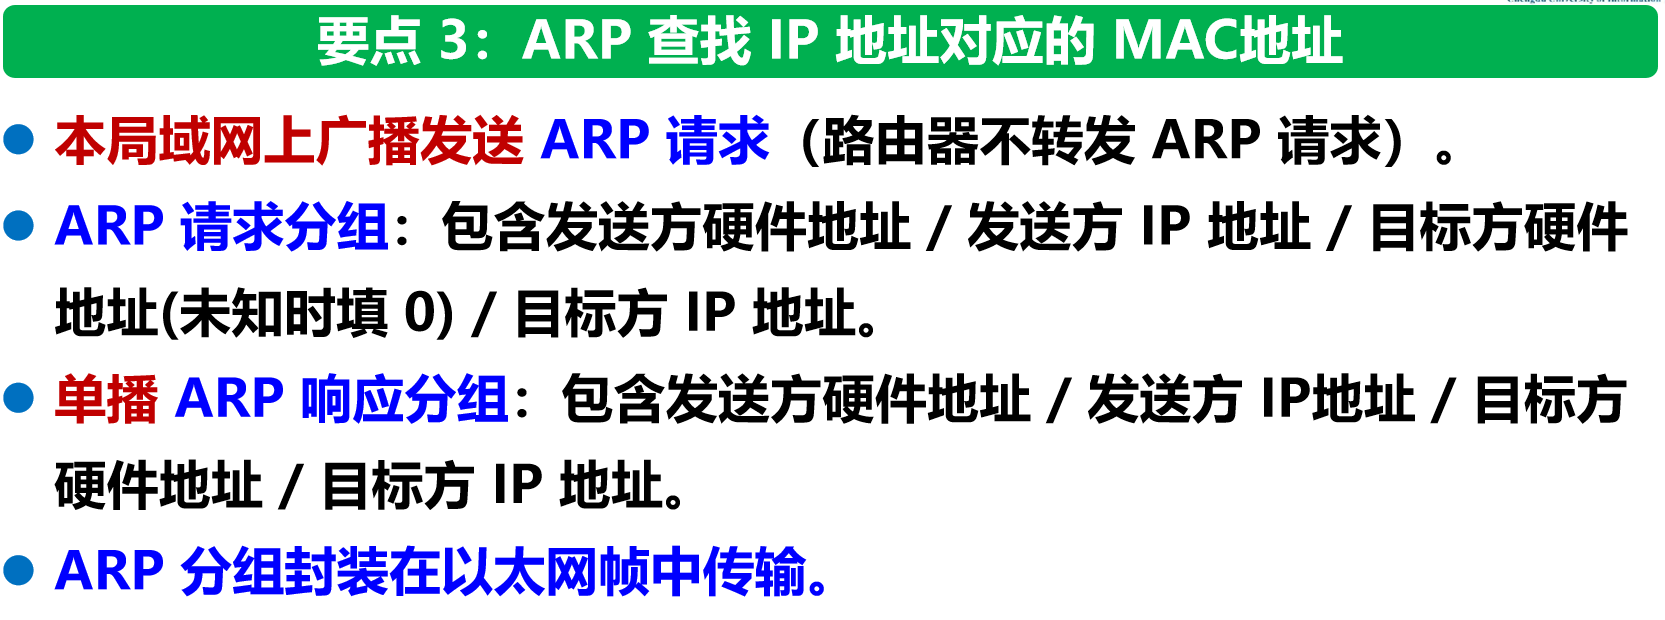 要点 3：ARP 查找 IP 地址对应的 MAC地址
本局域网上广播发送 ARP 请求（路由器不转发 ARP 请求）。
ARP 请求分组：包含发送方硬件地址 / 发送方 IP 地址 / 目标方硬件
地址(未知时填 0) / 目标方 IP 地址。
单播 ARP 响应分组：包含发送方硬件地址 / 发送方 IP地址 / 目标方
硬件地址 / 目标方 IP 地址。
ARP 分组封装在以太网帧中传输。